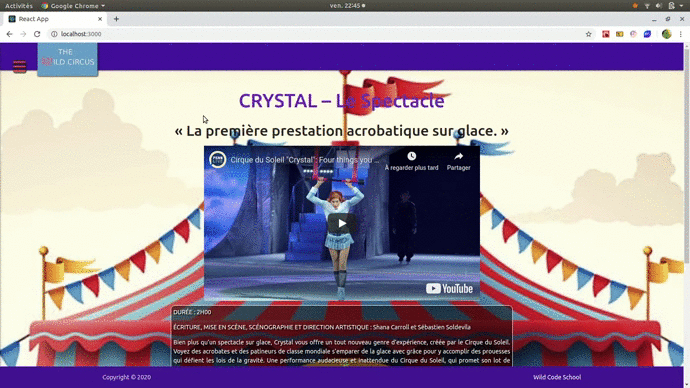 Activités Google Chrome ven. 22:45
React App
localhost:3000
THE
WILD CIRCUS
CRYSTAL – Le Spectacle
« La première prestation acrobatique sur glace. »
Cirque du Soleil "Crystal": Four things you ...
À regarder plus tard
Partager
YouTube
DURÉE : 2H00
ÉCRITURE, MISE EN SCÈNE, SCÉNOGRAPHIE ET DIRECTION ARTISTIQUE : Shana Carroll et Sébastien Soldevila
Bien plus qu'un spectacle sur glace, Crystal vous offre un tout nouveau genre d'expérience, créée par le Cirque du Soleil.
Voyez des acrobates et des patineurs de classe mondiale s'emparer de la glace avec grâce pour y accomplir des prouesses
qui défient les lois de la gravité. Une performance audacieuse et inattendue du Cirque du Soleil, qui promet son lot de
Copyright © 2020
Wild Code School